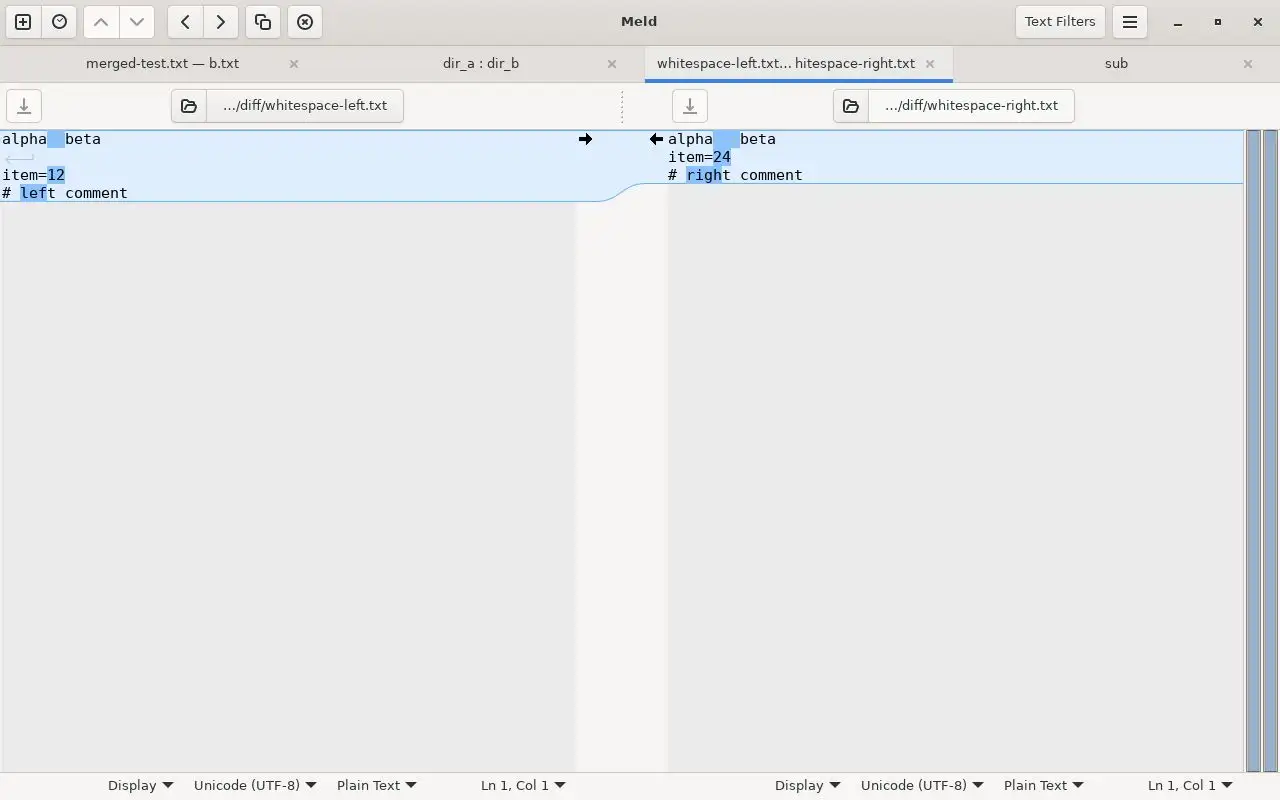 Meld
Text Filters
merged-test.txt — b.txt
dir_a : dir_b
whitespace-left.txt... hitespace-right.txt
sub
.../diff/whitespace-left.txt
.../diff/whitespace-right.txt
alpha  beta
item=12
# left comment
alpha   beta
item=24
# right comment
Display Unicode (UTF-8) Plain Text Ln 1, Col 1
Display Unicode (UTF-8) Plain Text Ln 1, Col 1